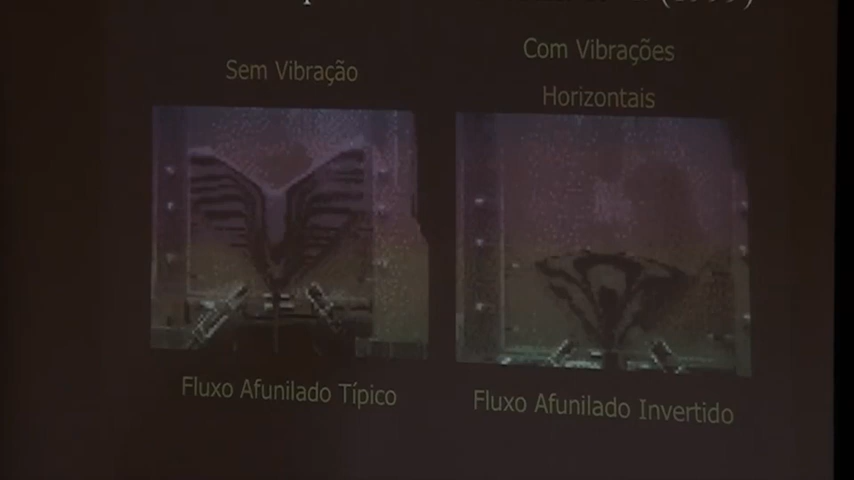 Sem Vibração
Com Vibrações
Horizontais
Fluxo Afunilado Típico
Fluxo Afunilado Invertido